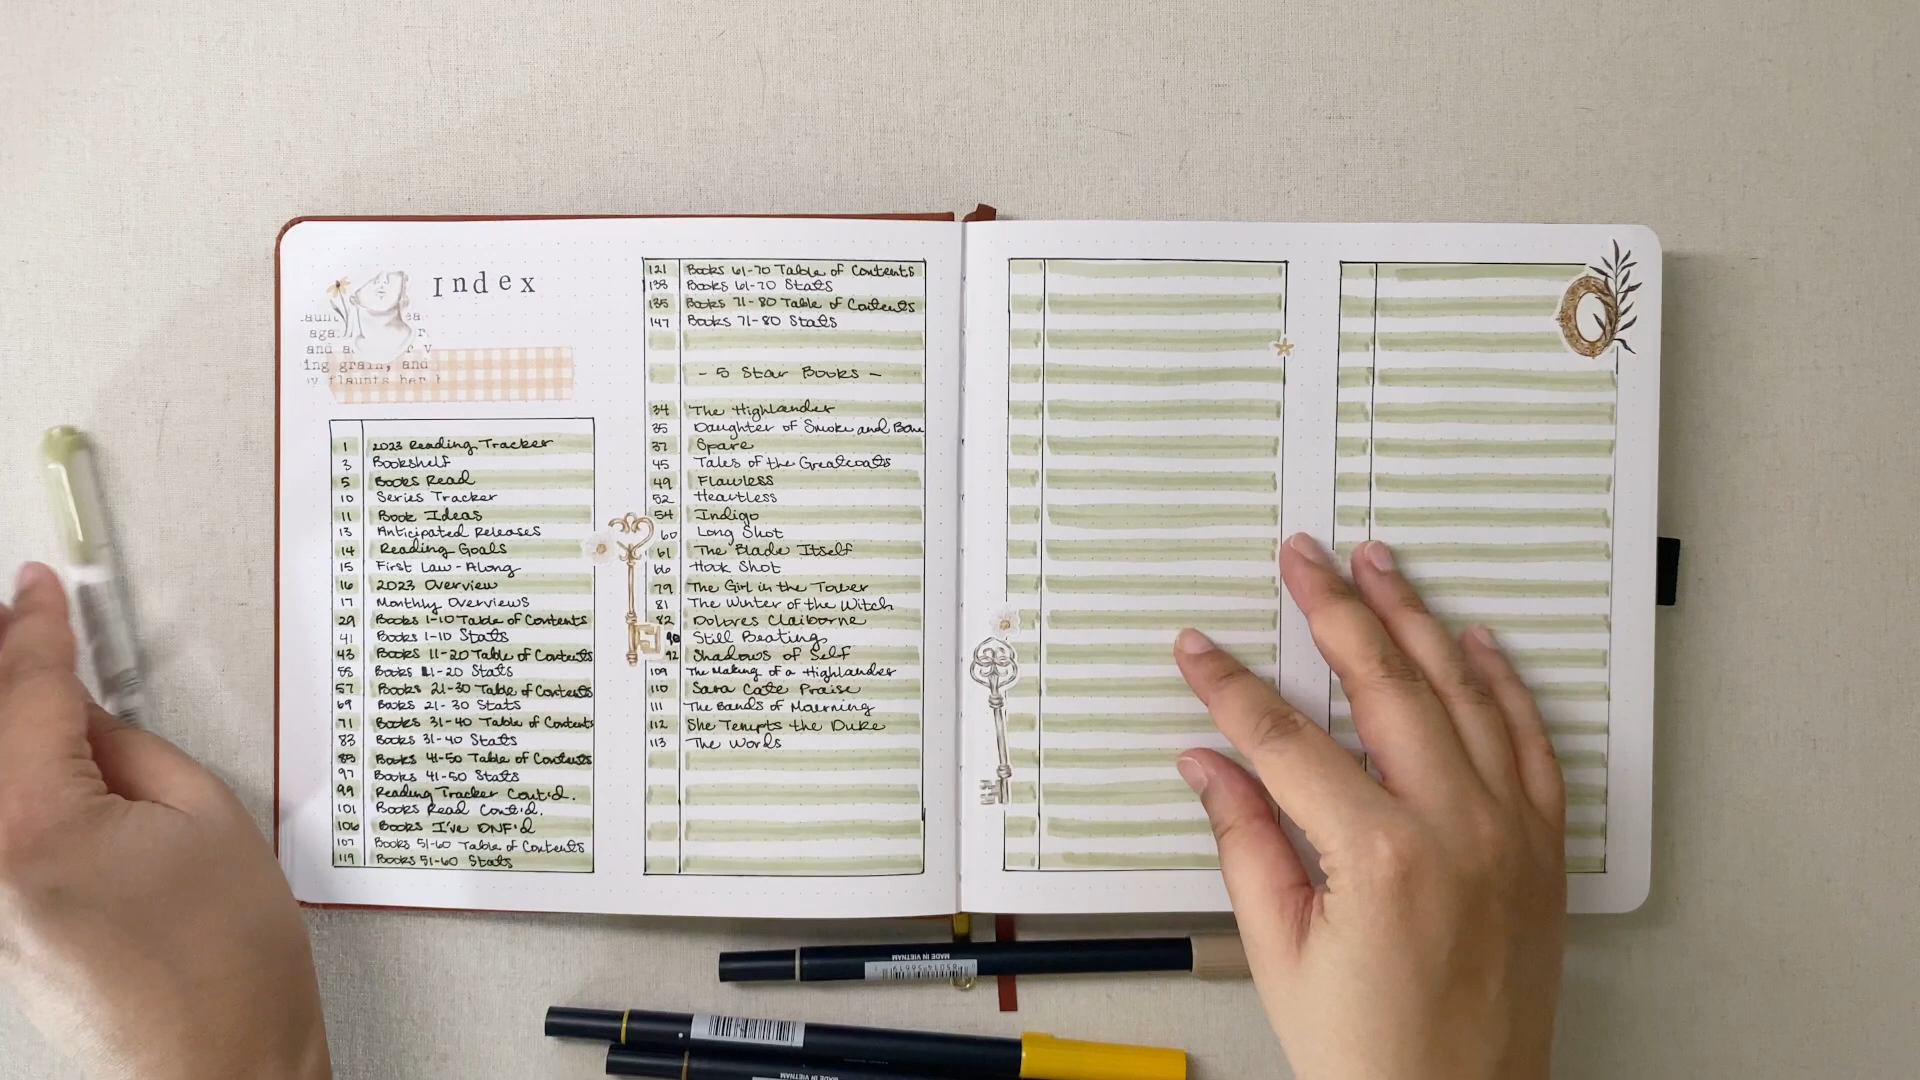 Index
aga
and a
ing grain, and
flaunts her
1 2023 Reading Tracker
3 Bookshelf
5 Books Read
10 Series Tracker
11 Book Ideas
13 Anticipated Releases
14 Reading Goals
15 First Law-Along
16 2023 Overview
17 Monthly Overviews
29 Books 1-10 Table of Contents
41 Books 1-10 Stats
43 Books 11-20 Table of Contents
55 Books 11-20 Stats
57 Books 21-30 Table of Contents
69 Books 21-30 Stats
71 Books 31-40 Table of Contents
83 Books 31-40 Stats
85 Books 41-50 Table of Contents
97 Books 41-50 Stats
99 Reading Tracker Cont'd.
101 Books Read Cont'd.
106 Books I've DNF'd
107 Books 51-60 Table of Contents
119 Books 51-60 Stats
121 Books 61-70 Table of Contents
133 Books 61-70 Stats
135 Books 71-80 Table of Contents
147 Books 71-80 Stats
- 5 Star Books -
34 The Highlander
35 Daughter of Smoke and Bone
37 Spare
45 Tales of the Greatcoats
49 Flawless
52 Heartless
54 Indigo
60 Long Shot
61 The Blade Itself
66 Hook Shot
79 The Girl in the Tower
81 The Winter of the Witch
82 Dolores Claiborne
90 Still Beating
92 Shadows of Self
109 The Making of a Highlander
110 Sara Cate Praise
111 The Bands of Mourning
112 She Tempts the Duke
113 The Words
MADE IN VIETNAM
MADE IN VIETNAM